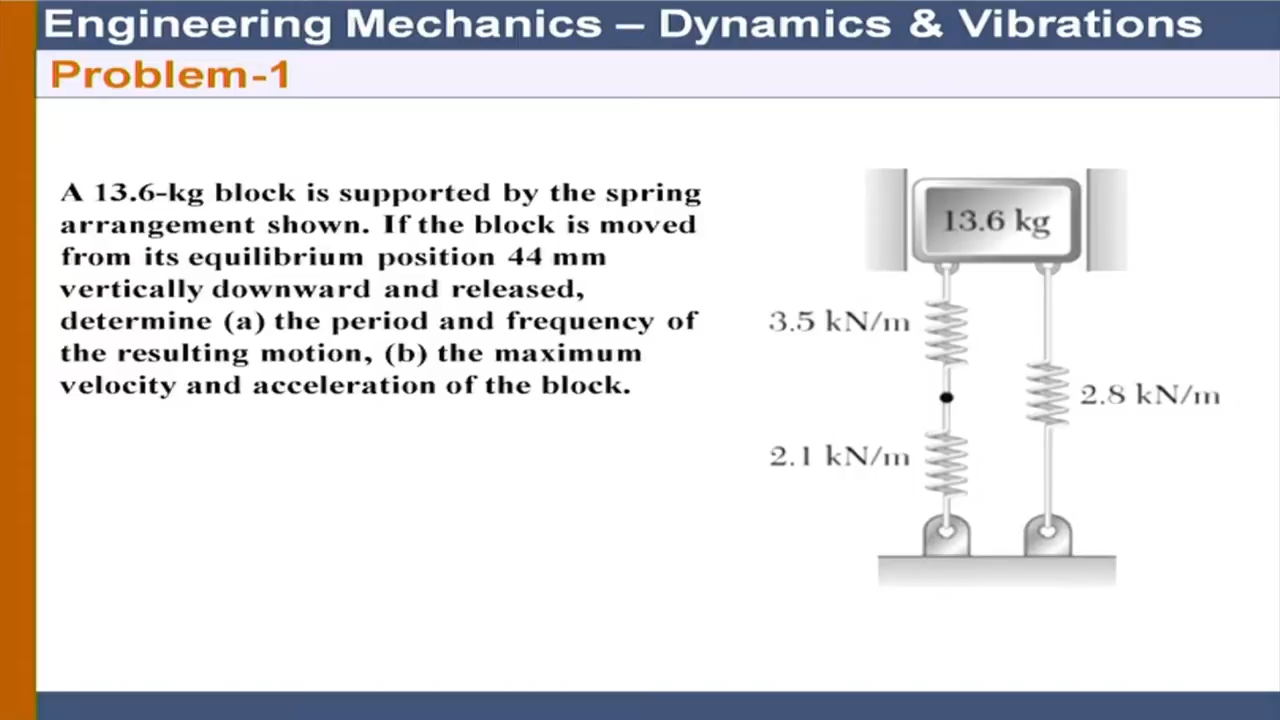 Engineering Mechanics – Dynamics & Vibrations
Problem-1
A 13.6-kg block is supported by the spring
arrangement shown. If the block is moved
from its equilibrium position 44 mm
vertically downward and released,
determine (a) the period and frequency of
the resulting motion, (b) the maximum
velocity and acceleration of the block.
13.6 kg
3.5 kN/m
2.8 kN/m
2.1 kN/m